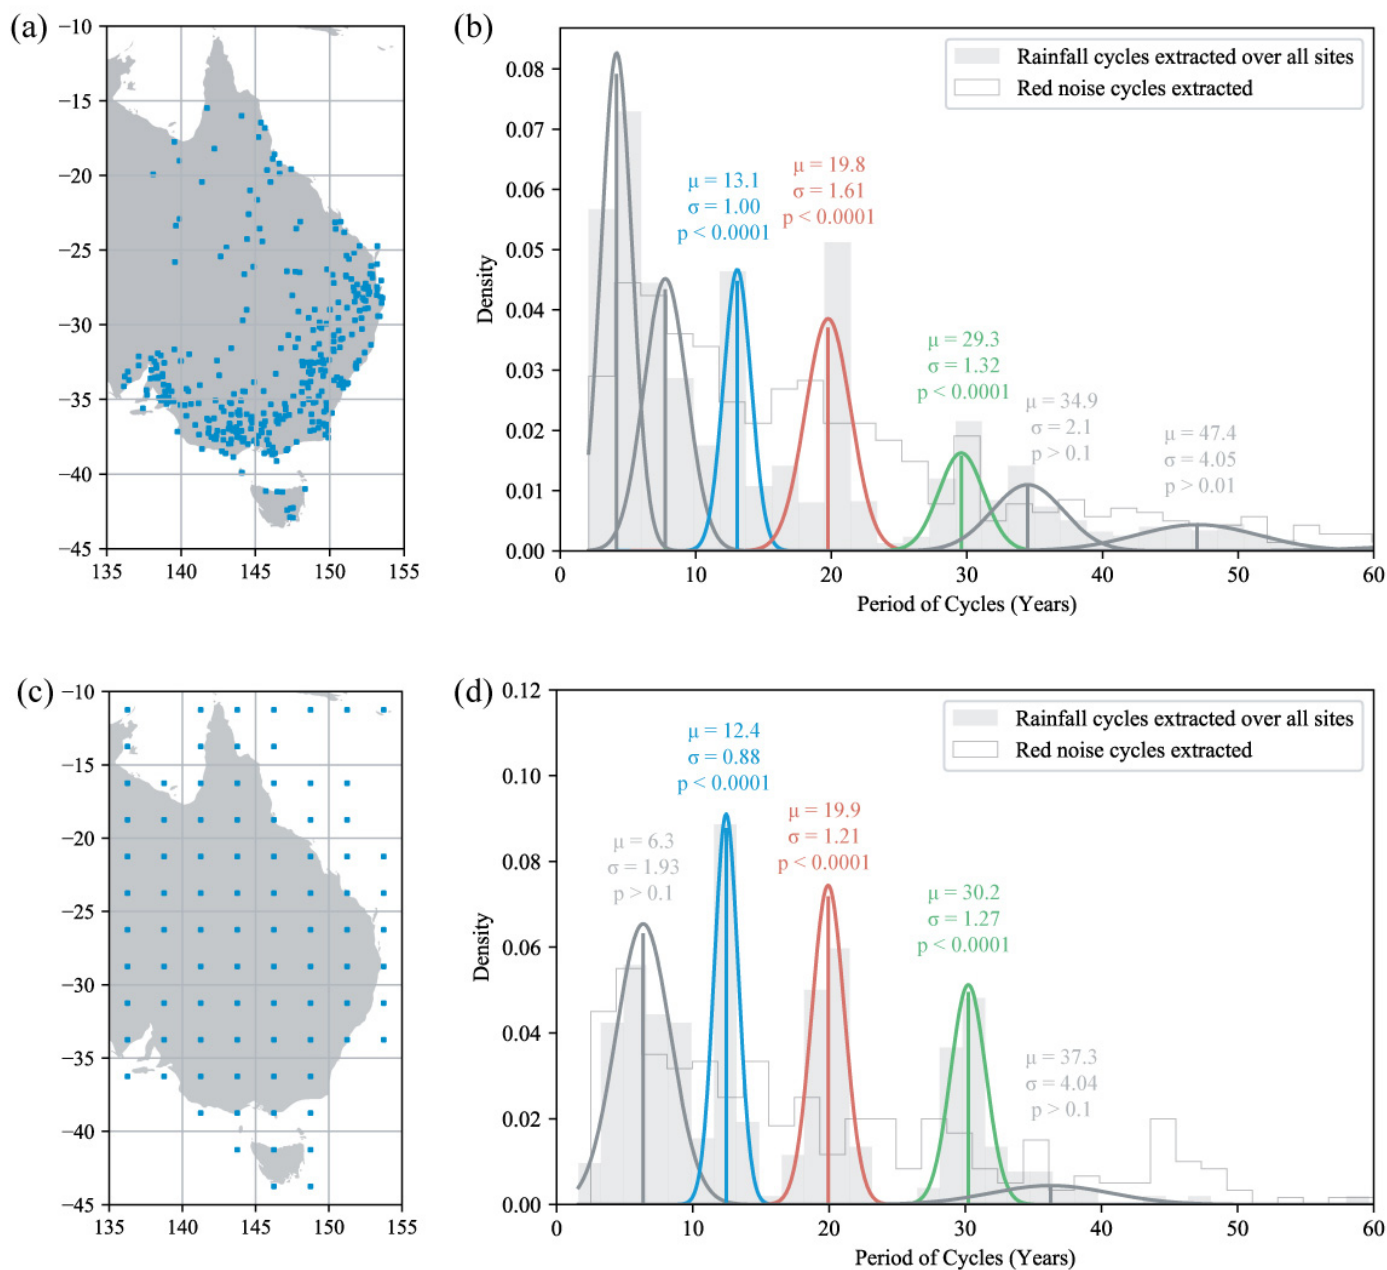 (a)
−10
−15
−20
−25
−30
−35
−40
−45
135 140 145 150 155
(b)
Rainfall cycles extracted over all sites
Red noise cycles extracted
0.08
0.07
0.06
0.05
0.04
0.03
0.02
0.01
0.00
Density
μ = 13.1
σ = 1.00
p < 0.0001
μ = 19.8
σ = 1.61
p < 0.0001
μ = 29.3
σ = 1.32
p < 0.0001
μ = 34.9
σ = 2.1
p > 0.1
μ = 47.4
σ = 4.05
p > 0.01
0 10 20 30 40 50 60
Period of Cycles (Years)
(c)
−10
−15
−20
−25
−30
−35
−40
−45
135 140 145 150 155
(d)
Rainfall cycles extracted over all sites
Red noise cycles extracted
0.12
0.10
0.08
0.06
0.04
0.02
0.00
Density
μ = 6.3
σ = 1.93
p > 0.1
μ = 12.4
σ = 0.88
p < 0.0001
μ = 19.9
σ = 1.21
p < 0.0001
μ = 30.2
σ = 1.27
p < 0.0001
μ = 37.3
σ = 4.04
p > 0.1
0 10 20 30 40 50 60
Period of Cycles (Years)